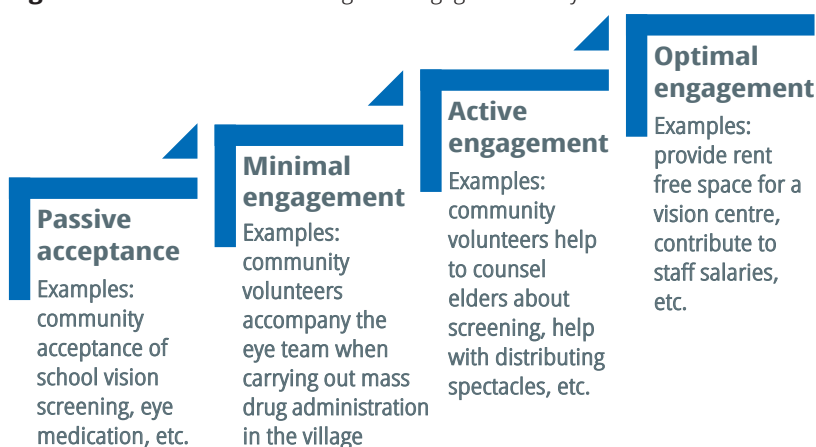 Passive
acceptance
Examples:
community
acceptance of
school vision
screening, eye
medication, etc.
Minimal
engagement
Examples:
community
volunteers
accompany the
eye team when
carrying out mass
drug administration
in the village
Active
engagement
Examples:
community
volunteers help
to counsel
elders about
screening, help
with distributing
spectacles, etc.
Optimal
engagement
Examples:
provide rent
free space for a
vision centre,
contribute to
staff salaries,
etc.